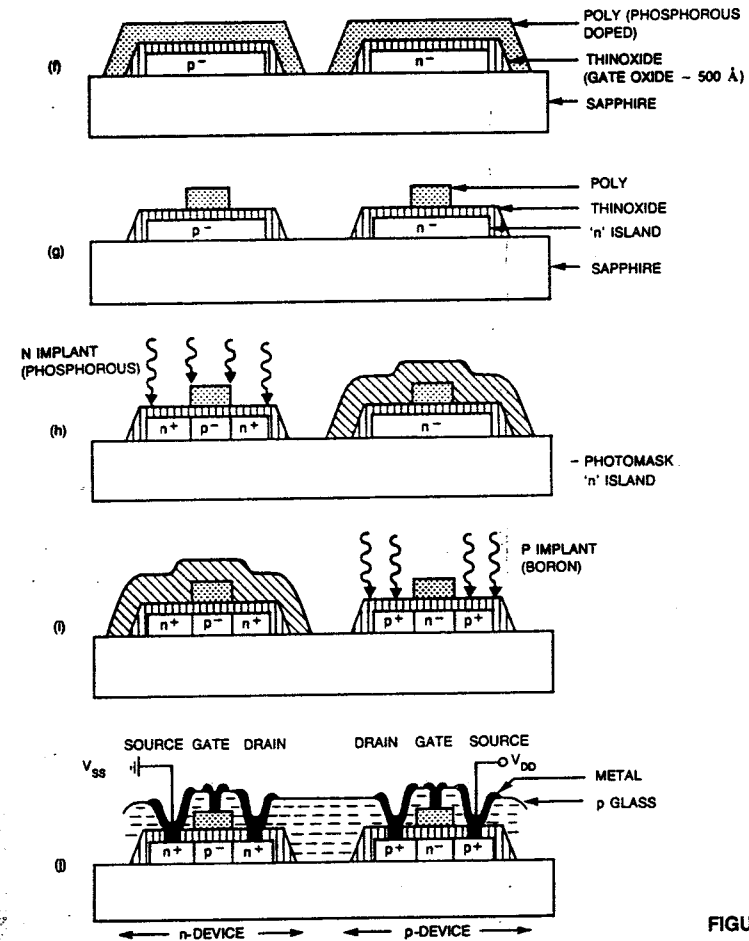 POLY (PHOSPHOROUS
DOPED)
(f)
p-
n-
THINOXIDE
(GATE OXIDE ~ 500 Å)
SAPPHIRE
POLY
THINOXIDE
(g)
p-
n-
'n' ISLAND
SAPPHIRE
N IMPLANT
(PHOSPHOROUS)
(h)
n+ p- n+
n-
- PHOTOMASK
'n' ISLAND
P IMPLANT
(BORON)
(i)
n+ p- n+
p+ n- p+
SOURCE GATE DRAIN
DRAIN GATE SOURCE
VSS
VDD
METAL
p GLASS
(j)
n+ p- n+
p+ n- p+
n-DEVICE
p-DEVICE
FIGU